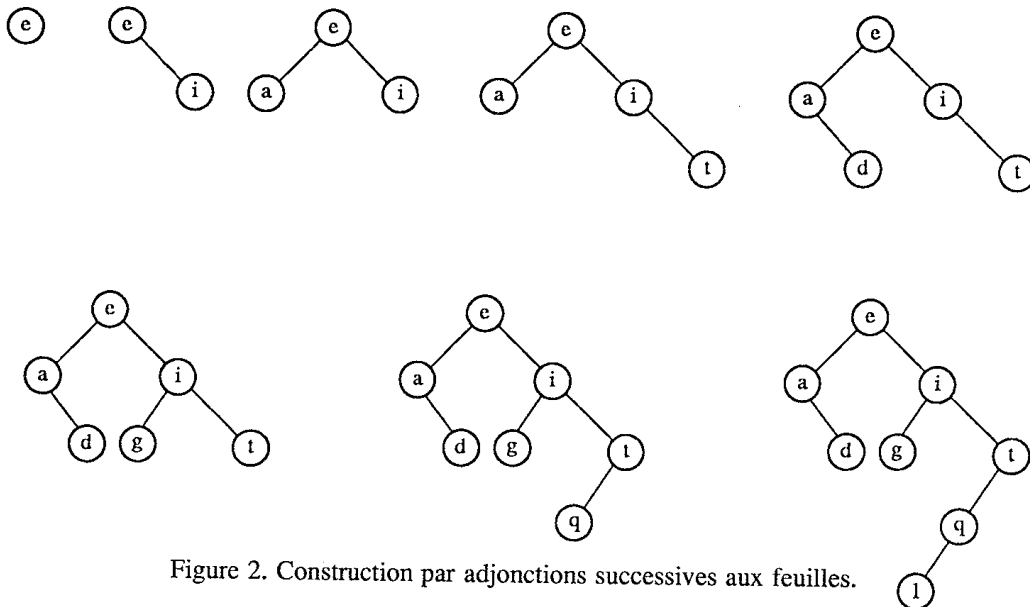 e e e e e
i a i a i a i
t d t
e e e
a i a i a i
d g t d g t d g t
q q
Figure 2. Construction par adjonctions successives aux feuilles.
l